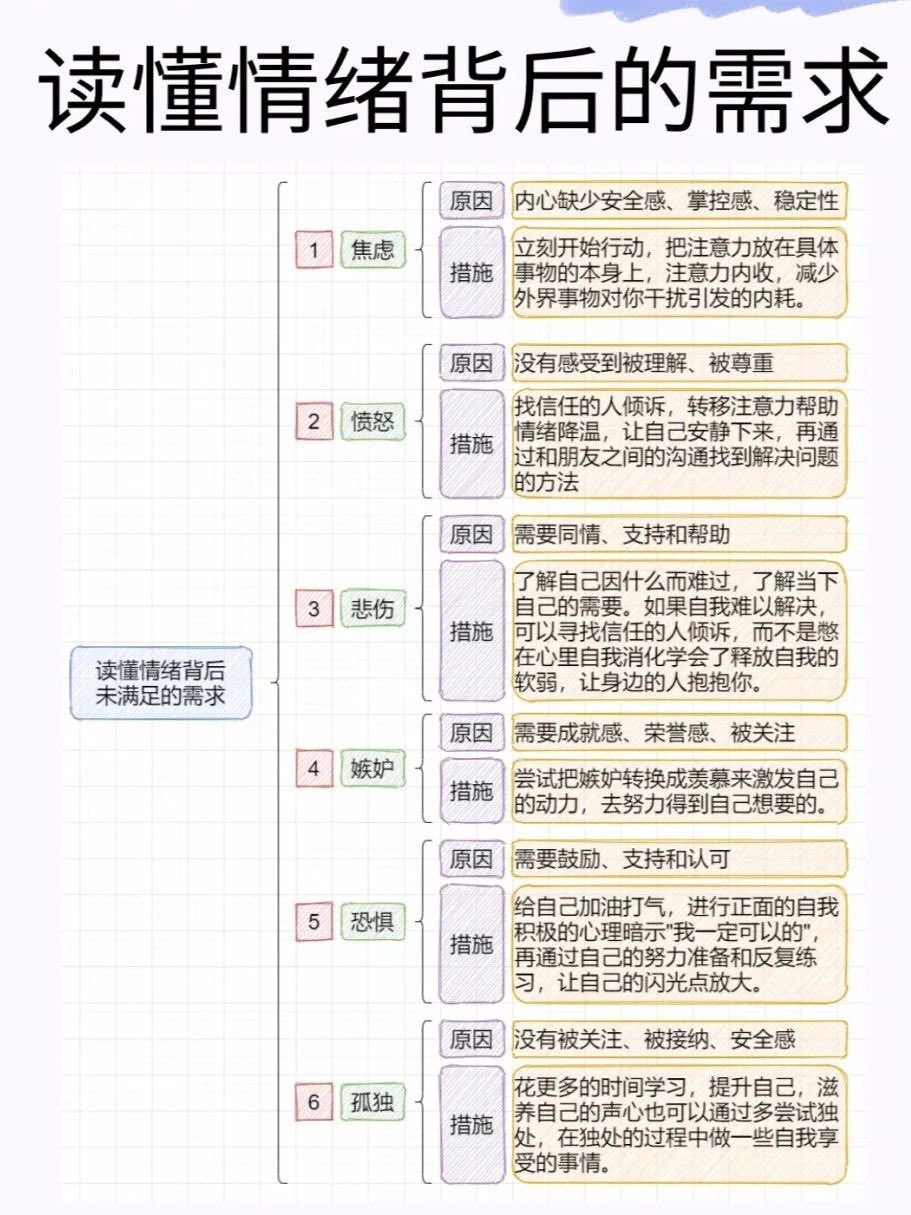 读懂情绪背后的需求
读懂情绪背后
未满足的需求
1
焦虑
原因
内心缺少安全感、掌控感、稳定性
措施
立刻开始行动，把注意力放在具体
事物的本身上，注意力内收，减少
外界事物对你干扰引发的内耗。
2
愤怒
原因
没有感受到被理解、被尊重
措施
找信任的人倾诉，转移注意力帮助
情绪降温，让自己安静下来，再通
过和朋友之间的沟通找到解决问题
的方法
3
悲伤
原因
需要同情、支持和帮助
措施
了解自己因什么而难过，了解当下
自己的需要。如果自我难以解决，
可以寻找信任的人倾诉，而不是憋
在心里自我消化学会了释放自我的
软弱，让身边的人抱抱你。
4
嫉妒
原因
需要成就感、荣誉感、被关注
措施
尝试把嫉妒转换成羡慕来激发自己
的动力，去努力得到自己想要的。
5
恐惧
原因
需要鼓励、支持和认可
措施
给自己加油打气，进行正面的自我
积极的心理暗示"我一定可以的"，
再通过自己的努力准备和反复练
习，让自己的闪光点放大。
6
孤独
原因
没有被关注、被接纳、安全感
措施
花更多的时间学习，提升自己，滋
养自己的声心也可以通过多尝试独
处，在独处的过程中做一些自我享
受的事情。